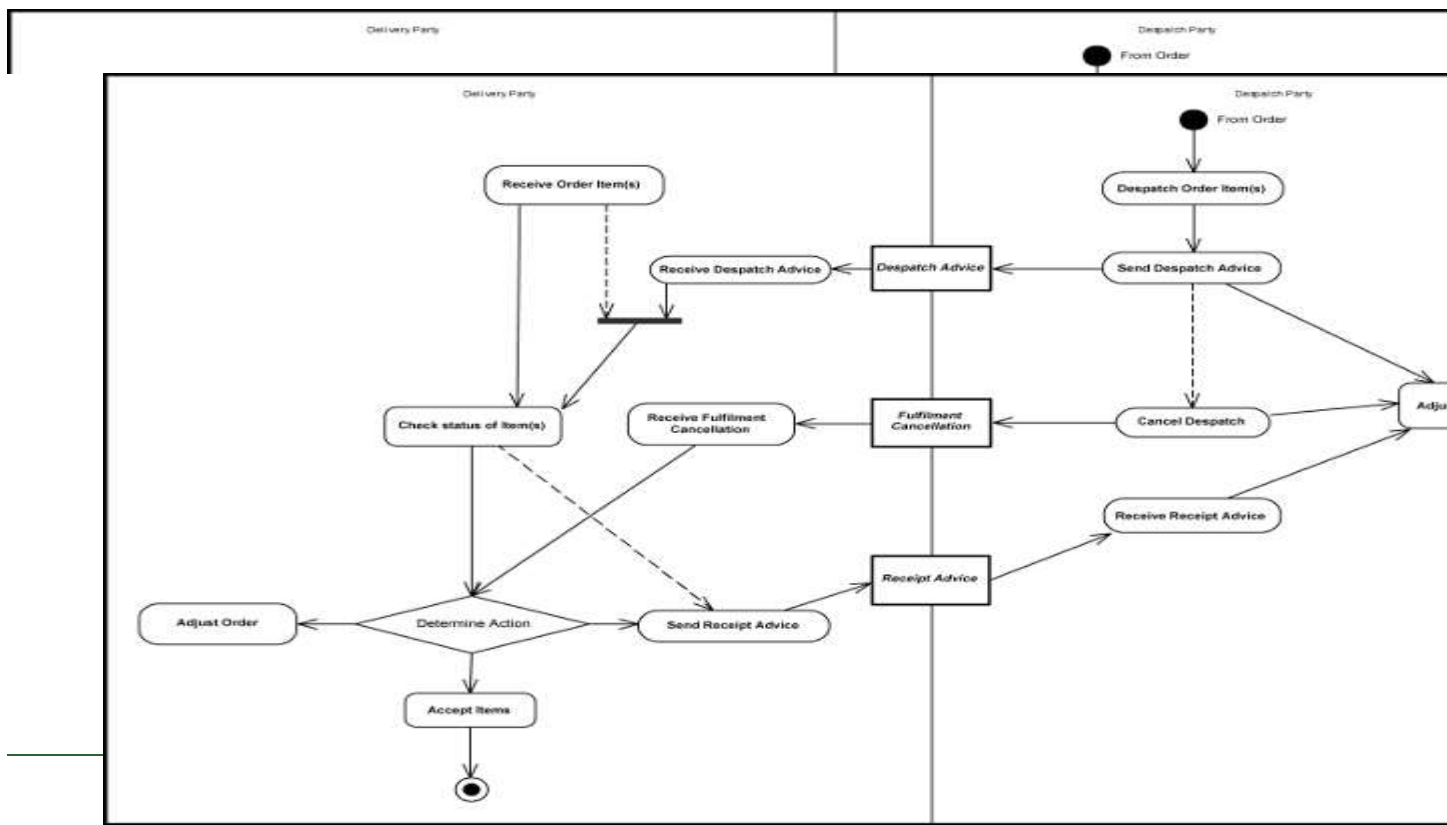 Delivery Party
Despatch Party
From Order
Delivery Party
Despatch Party
From Order
Receive Order Item(s)
Despatch Order Item(s)
Receive Despatch Advice
Despatch Advice
Send Despatch Advice
Check status of Item(s)
Receive Fulfilment
Cancellation
Fulfilment
Cancellation
Cancel Despatch
Adju
Receive Receipt Advice
Receipt Advice
Adjust Order
Determine Action
Send Receipt Advice
Accept Items